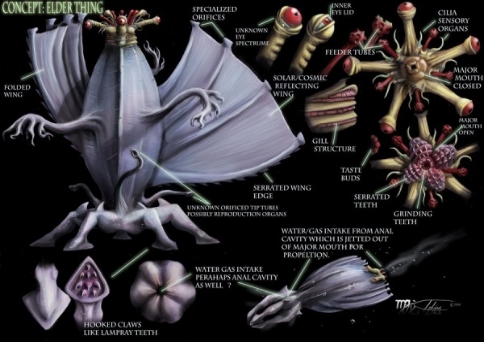 CONCEPT: ELDER THING
SPECIALIZED
ORIFICES
UNKNOWN
EYE
SPECTRUME
INNER
EYE LID
FEEDER TUBES
CILIA
SENSORY
ORGANS
FOLDED
WING
SOLAR/COSMIC
REFLECTING
WING
MAJOR
MOUTH
CLOSED
GILL
STRUCTURE
MAJOR
MOUTH
OPEN
TASTE
BUDS
SERRATED WING
EDGE
SERRATED
TEETH
GRINDING
TEETH
UNKNOWN ORIFICED TIP TUBES
POSSIBLY REPRODUCTION ORGANS
WATER/GAS INTAKE FROM ANAL
CAVITY WHICH IS JETTED OUT
OF MAJOR MOUTH FOR
PROPELTION.
WATER GAS INTAKE
PERAHAPS ANAL CAVITY
AS WELL ?
HOOKED CLAWS
LIKE LAMPRAY TEETH